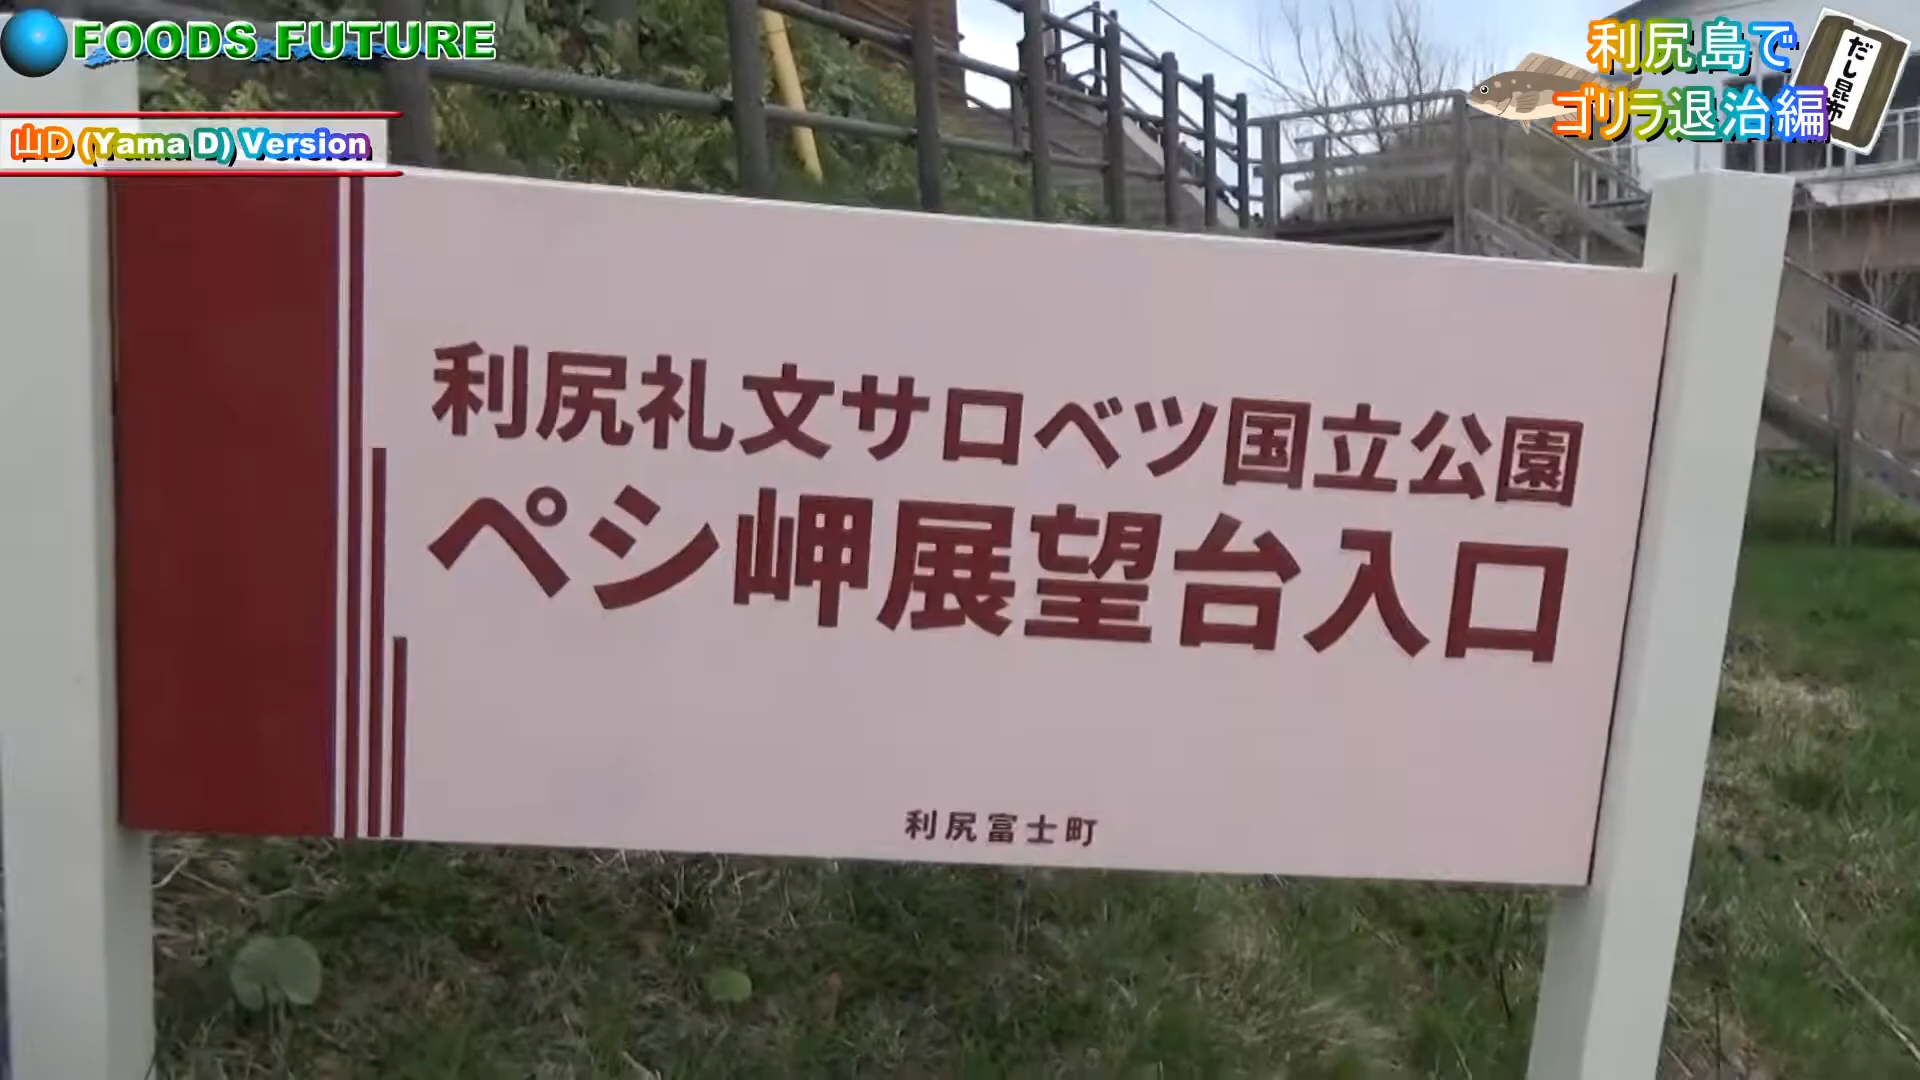 FOODS FUTURE
山D (Yama D) Version
利尻島で
ゴリラ退治編
だし昆布
利尻礼文サロベツ国立公園
ペシ岬展望台入口
利尻富士町